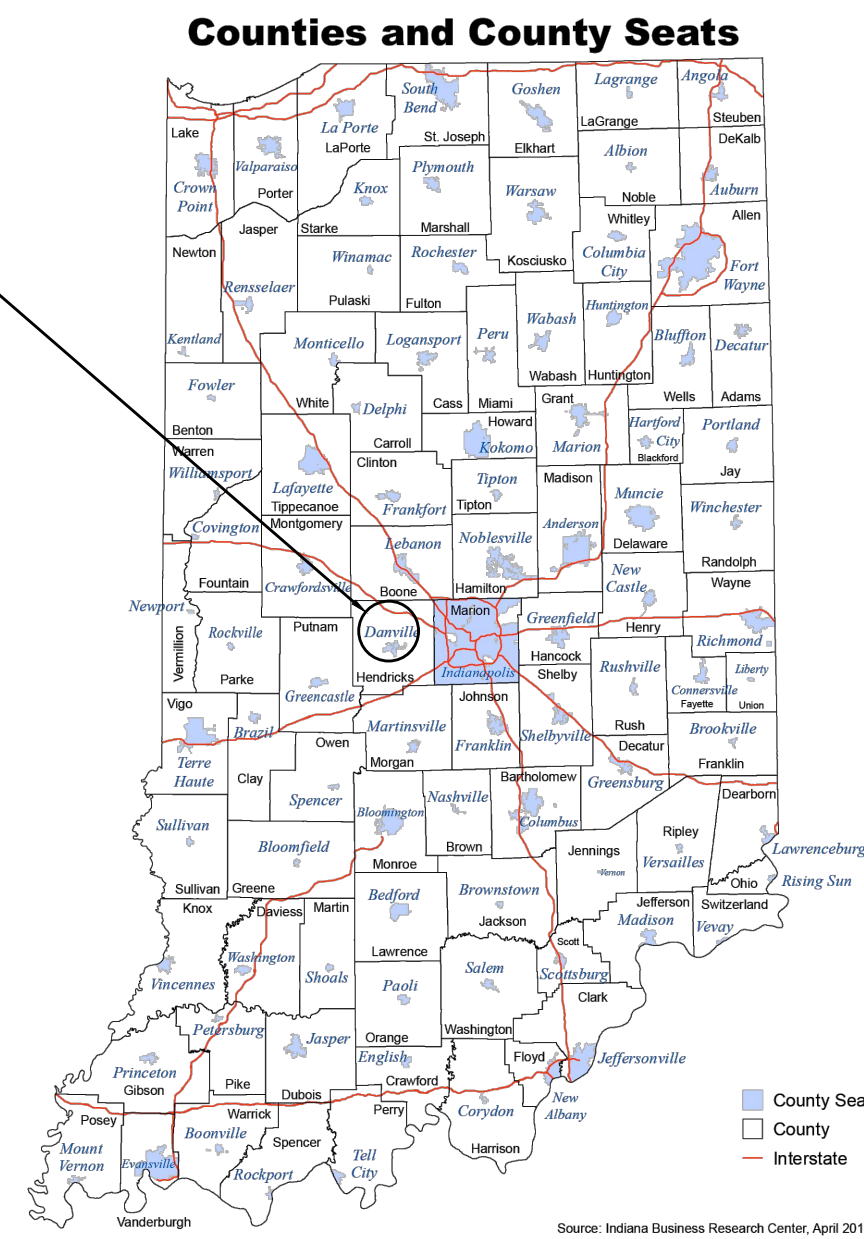 Counties and County Seats
South
Bend
St. Joseph
Goshen
Elkhart
Lagrange
LaGrange
Angola
Steuben
La Porte
LaPorte
Lake
Crown
Point
Valparaiso
Porter
Knox
Starke
Plymouth
Marshall
Warsaw
Kosciusko
Albion
Noble
DeKalb
Auburn
Newton
Kentland
Jasper
Rensselaer
Winamac
Pulaski
Rochester
Fulton
Whitley
Columbia
City
Allen
Fort
Wayne
Monticello
White
Logansport
Cass
Peru
Miami
Wabash
Wabash
Huntington
Huntington
Bluffton
Wells
Decatur
Adams
Fowler
Benton
Delphi
Carroll
Howard
Kokomo
Grant
Marion
Hartford
City
Blackford
Portland
Jay
Warren
Williamsport
Lafayette
Tippecanoe
Clinton
Frankfort
Tipton
Tipton
Madison
Anderson
Muncie
Delaware
Winchester
Randolph
Covington
Fountain
Montgomery
Crawfordsville
Lebanon
Boone
Noblesville
Hamilton
New
Castle
Henry
Wayne
Richmond
Newport
Vermillion
Rockville
Parke
Putnam
Greencastle
Danville
Hendricks
Marion
Indianapolis
Greenfield
Hancock
Rushville
Rush
Connersville
Fayette
Liberty
Union
Vigo
Terre
Haute
Brazil
Clay
Owen
Spencer
Martinsville
Morgan
Johnson
Franklin
Shelby
Shelbyville
Decatur
Greensburg
Brookville
Franklin
Sullivan
Sullivan
Bloomfield
Greene
Bloomington
Monroe
Nashville
Brown
Bartholomew
Columbus
Jennings
Vernon
Ripley
Versailles
Dearborn
Lawrenceburg
Ohio
Rising Sun
Knox
Vincennes
Daviess
Washington
Martin
Shoals
Bedford
Lawrence
Brownstown
Jackson
Jefferson
Madison
Switzerland
Vevay
Scott
Scottsburg
Salem
Washington
Paoli
Orange
Clark
Jeffersonville
Petersburg
Pike
Jasper
Dubois
English
Crawford
Floyd
New
Albany
Princeton
Gibson
Corydon
Harrison
Posey
Mount
Vernon
Evansville
Vanderburgh
Warrick
Boonville
Spencer
Rockport
Perry
Tell
City
County Sea
County
Interstate
Source: Indiana Business Research Center, April 201